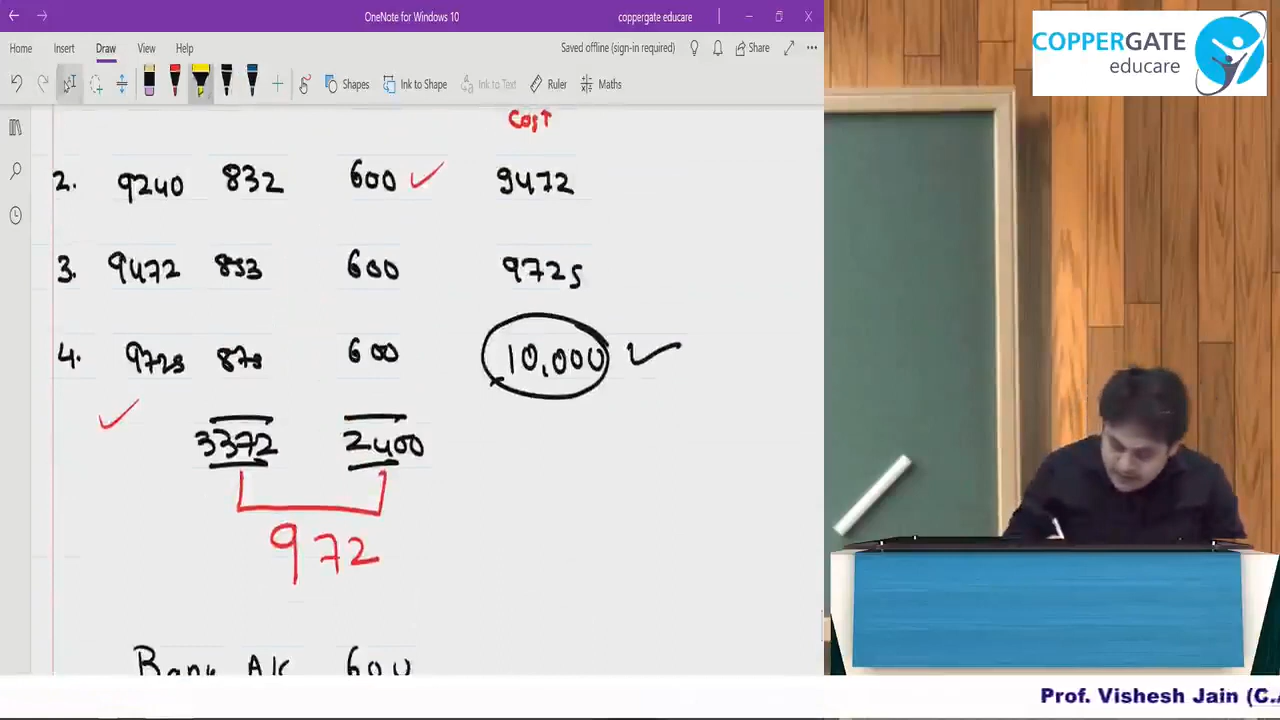 OneNote for Windows 10 coppergate educare
Home Insert Draw View Help Saved offline (sign-in required) Share
Shapes Ink to Shape Ink to Text Ruler Maths
COPPERGATE
educare
Cost
2. 9240 832 600 9472
3. 9472 853 600 9725
4. 9725 875 600 10,000
3372 2400
972
Bank A/c 600
Prof. Vishesh Jain (C.A